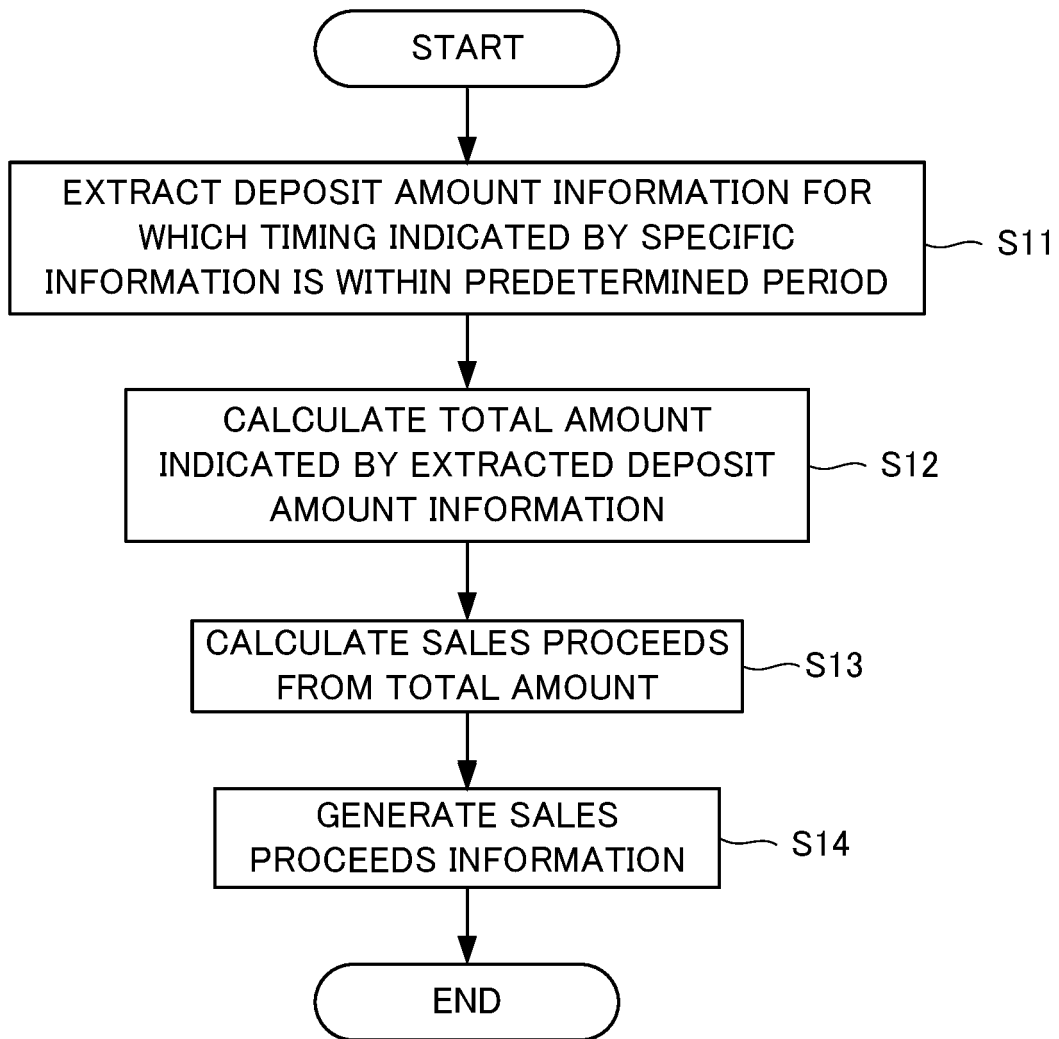 START
EXTRACT DEPOSIT AMOUNT INFORMATION FOR
WHICH TIMING INDICATED BY SPECIFIC
INFORMATION IS WITHIN PREDETERMINED PERIOD
S11
CALCULATE TOTAL AMOUNT
INDICATED BY EXTRACTED DEPOSIT
AMOUNT INFORMATION
S12
CALCULATE SALES PROCEEDS
FROM TOTAL AMOUNT
S13
GENERATE SALES
PROCEEDS INFORMATION
S14
END